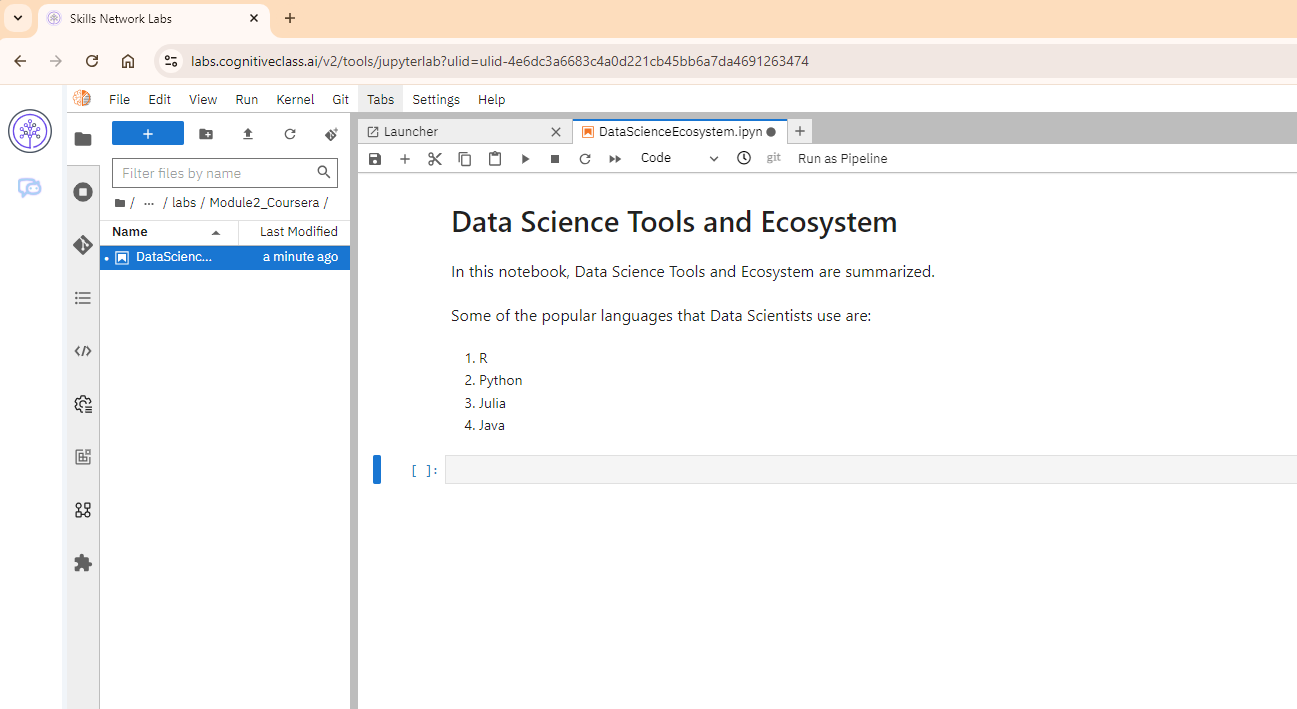 Skills Network Labs
labs.cognitiveclass.ai/v2/tools/jupyterlab?ulid=ulid-4e6dc3a6683c4a0d221cb45bb6a7da4691263474
File Edit View Run Kernel Git Tabs Settings Help
Launcher
DataScienceEcosystem.ipyn
Code
git
Run as Pipeline
Filter files by name
/ ... / labs / Module2_Coursera /
Name Last Modified
DataScienc... a minute ago
Data Science Tools and Ecosystem
In this notebook, Data Science Tools and Ecosystem are summarized.
Some of the popular languages that Data Scientists use are:
1. R
2. Python
3. Julia
4. Java
[ ]: